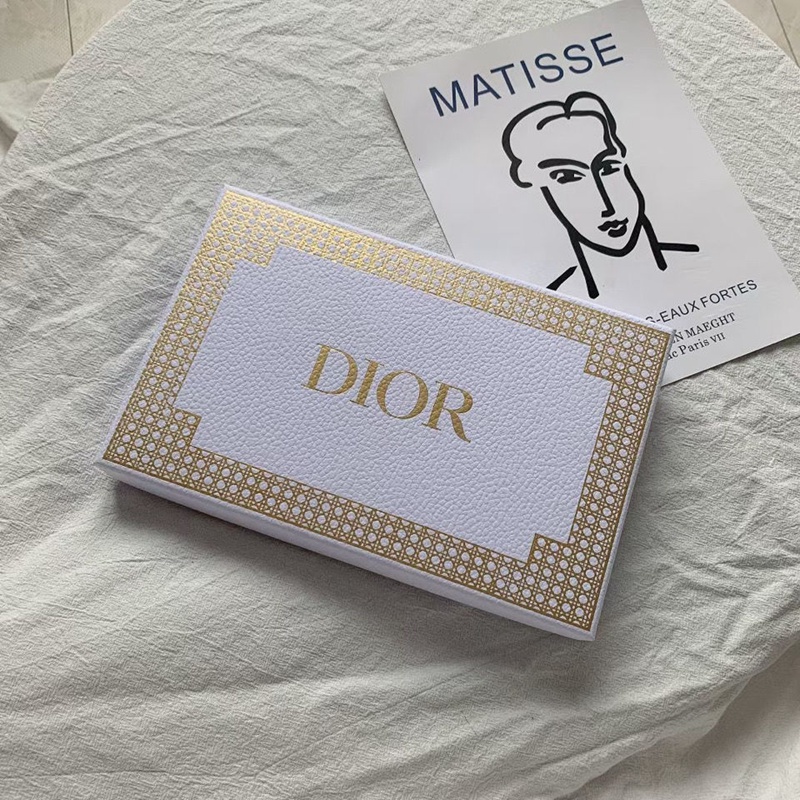 MATISSE
S-EAUX FORTES
MAEGHT
Paris VII
DIOR